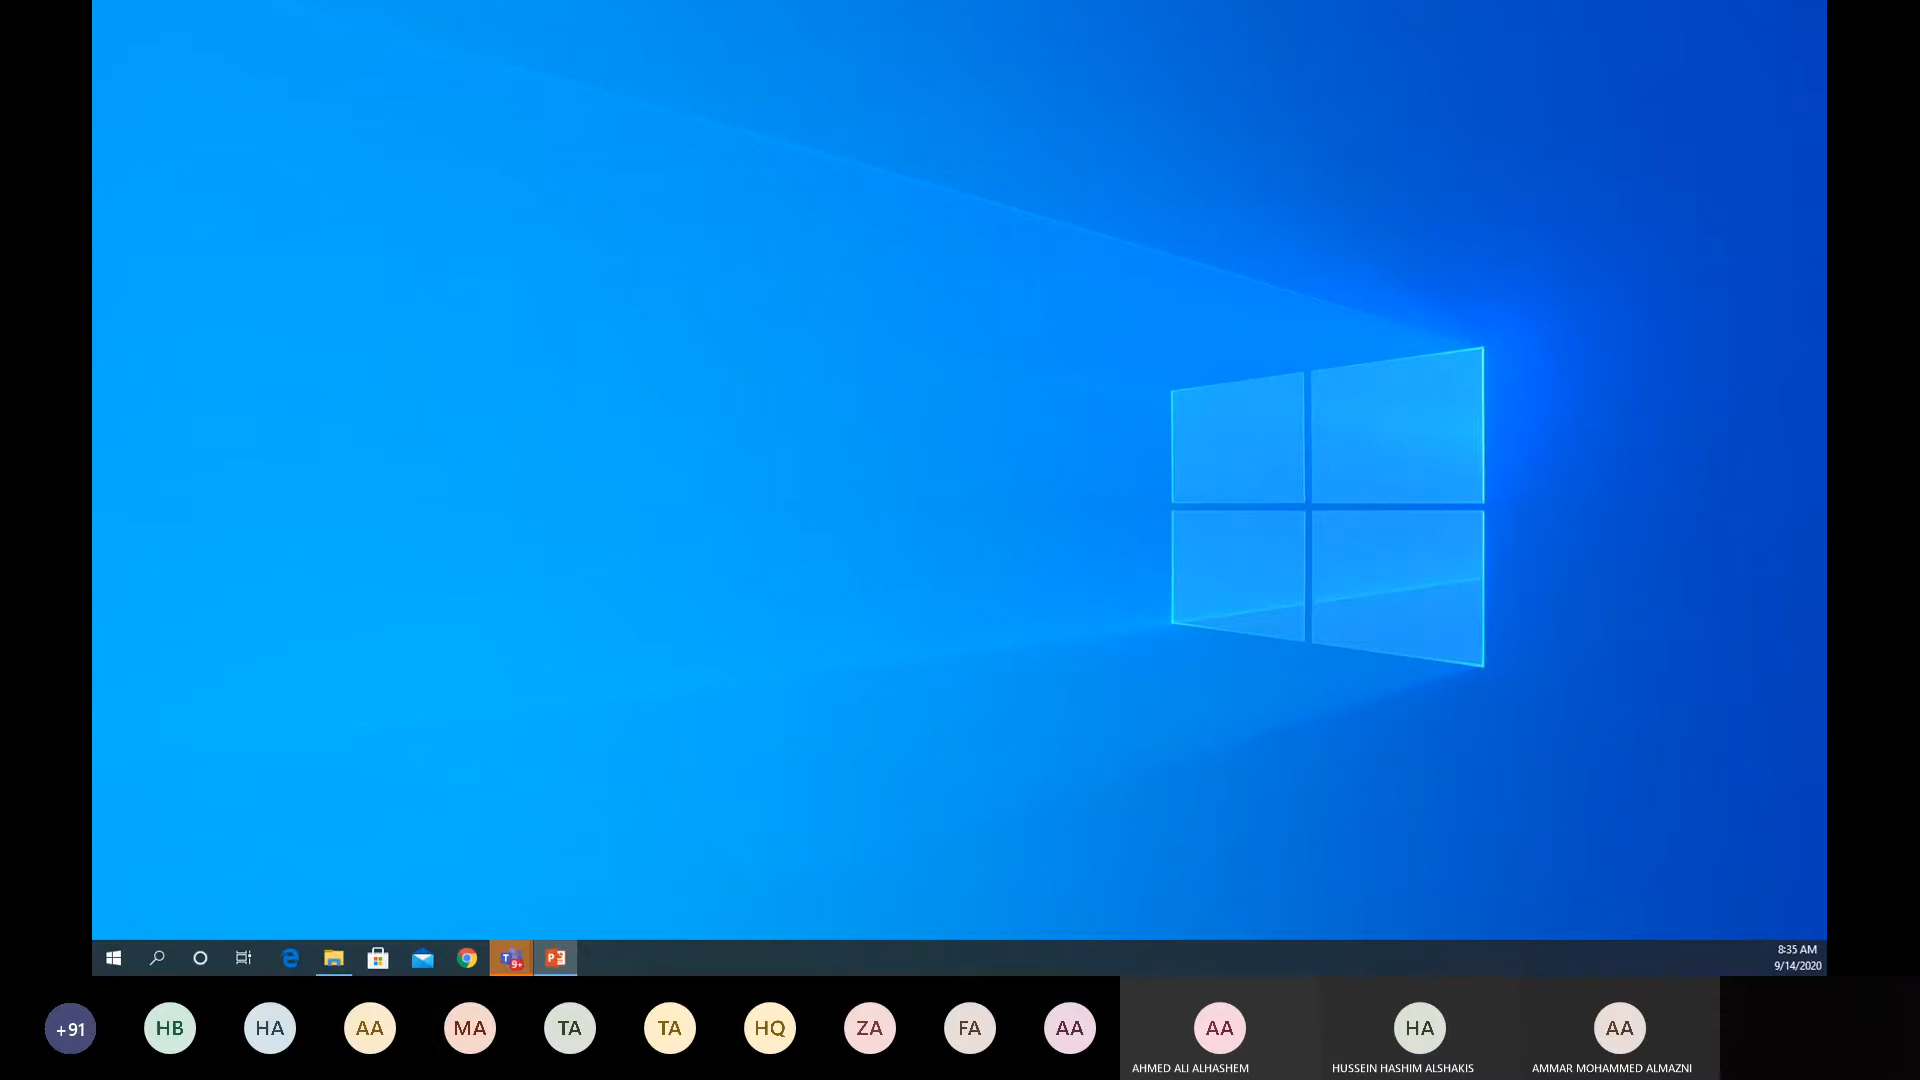 T 9+
P
8:35 AM
9/14/2020
+91
HB
HA
AA
MA
TA
TA
HQ
ZA
FA
AA
AA
HA
AA
AHMED ALI ALHASHEM
HUSSEIN HASHIM ALSHAKIS
AMMAR MOHAMMED ALMAZNI